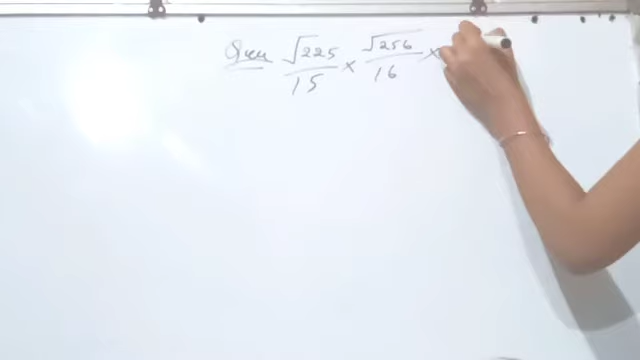 Ques √225/15 × √256/16 ×